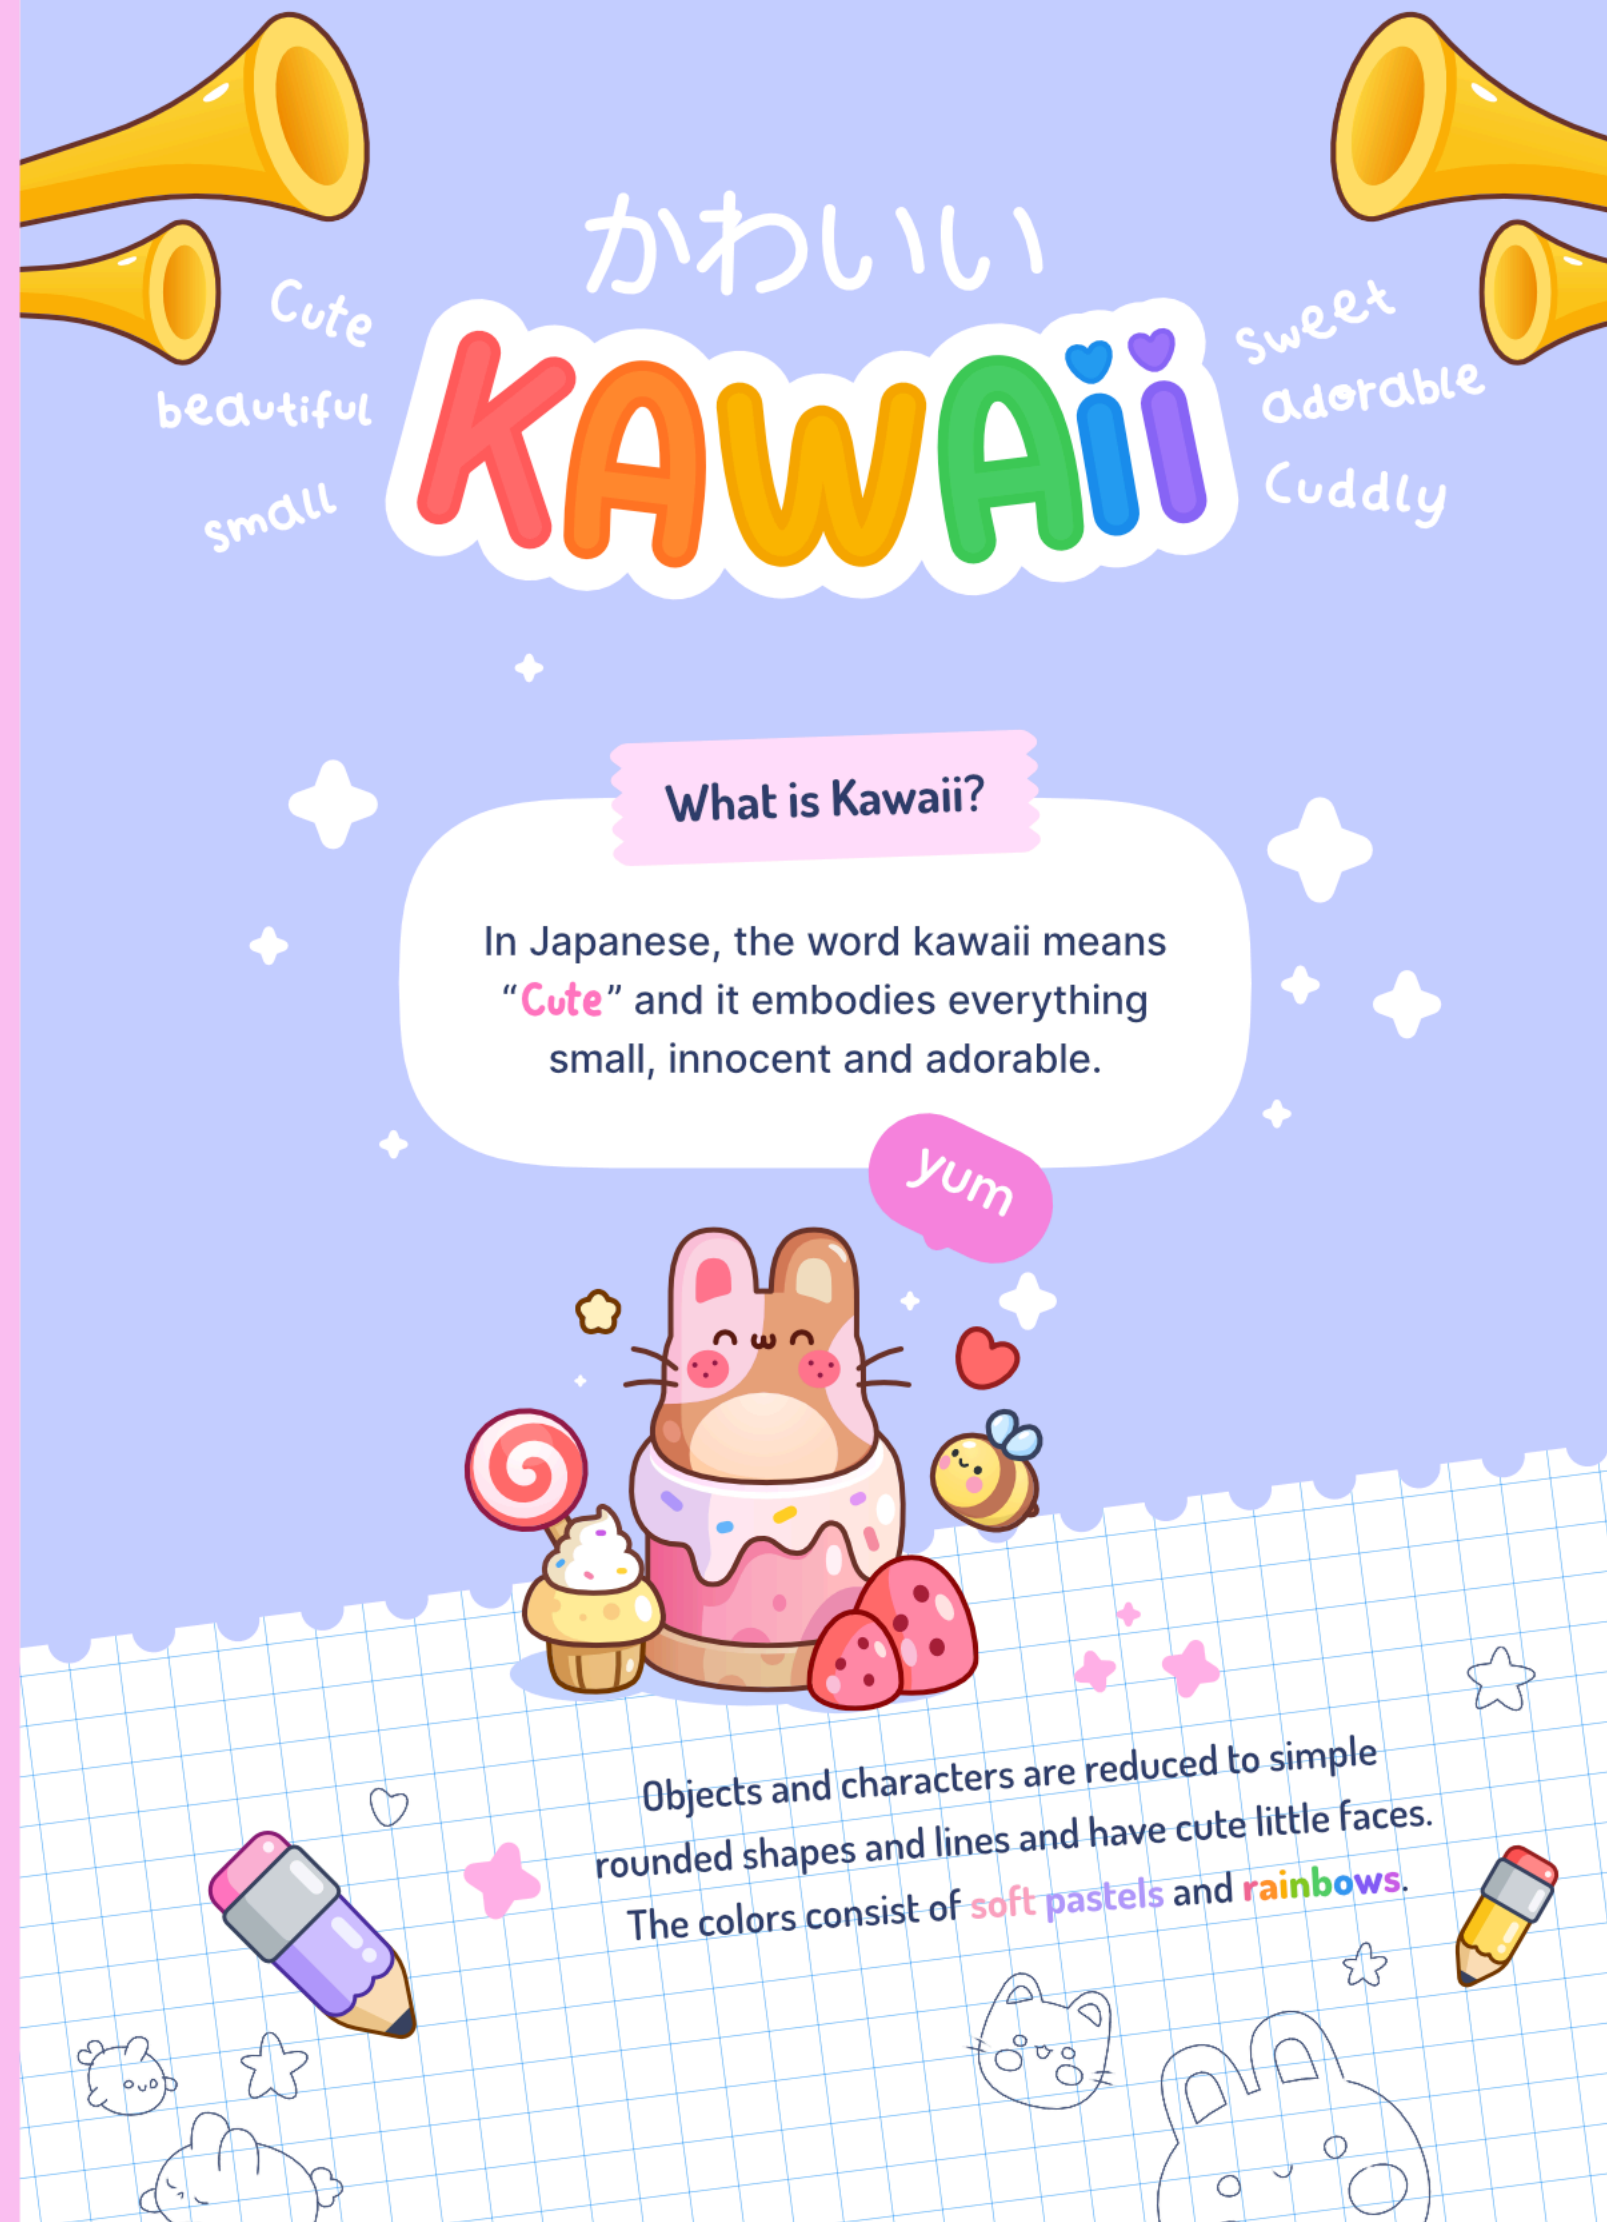 かわいい
KAWAii
Cute
beautiful
small
Sweet
adorable
Cuddly
What is Kawaii?
In Japanese, the word kawaii means
“Cute” and it embodies everything
small, innocent and adorable.
yum
Objects and characters are reduced to simple
rounded shapes and lines and have cute little faces.
The colors consist of soft pastels and rainbows.